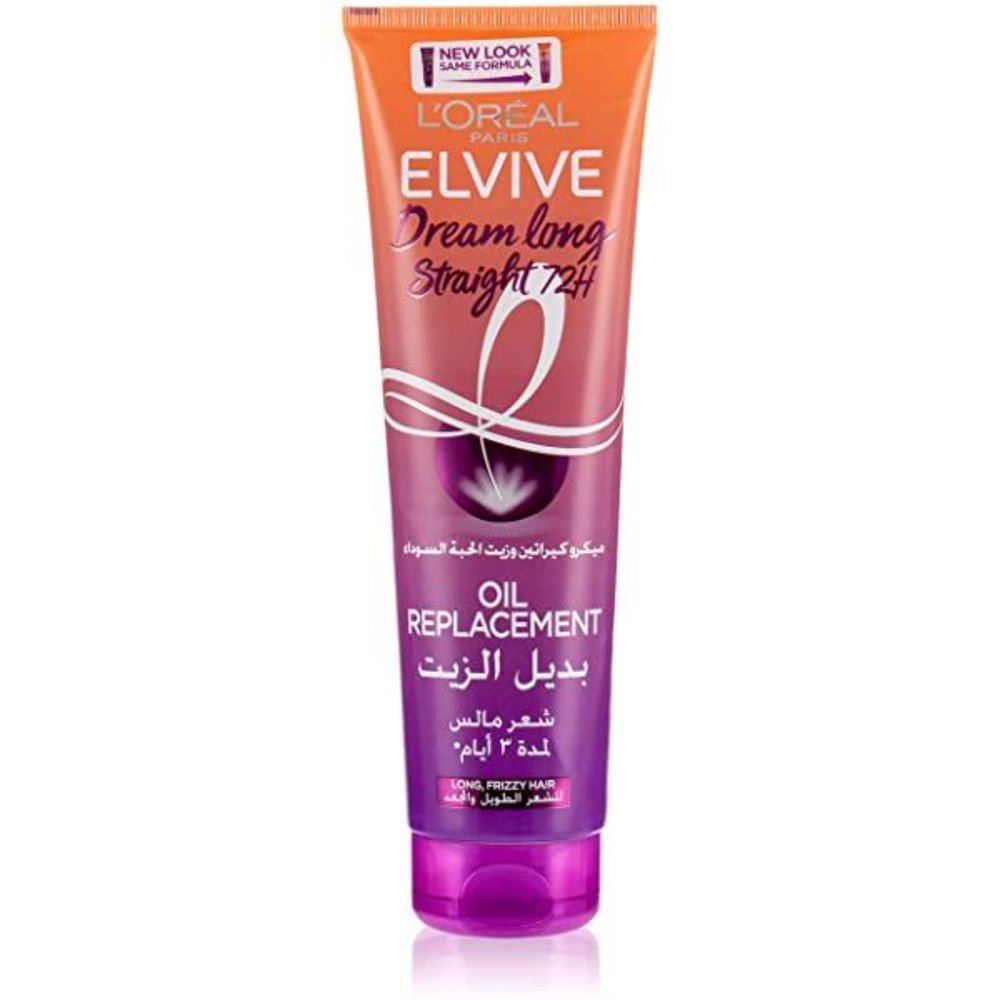 NEW LOOK
SAME FORMULA
L'ORÉAL
PARIS
ELVIVE
Dream long
Straight 72H
ميكرو كيراتين وزيت الحبة السوداء
OIL
REPLACEMENT
بديل الزيت
شعر مالس
لمدة ٣ أيام*
LONG, FRIZZY HAIR
للشعر الطويل والمجعد